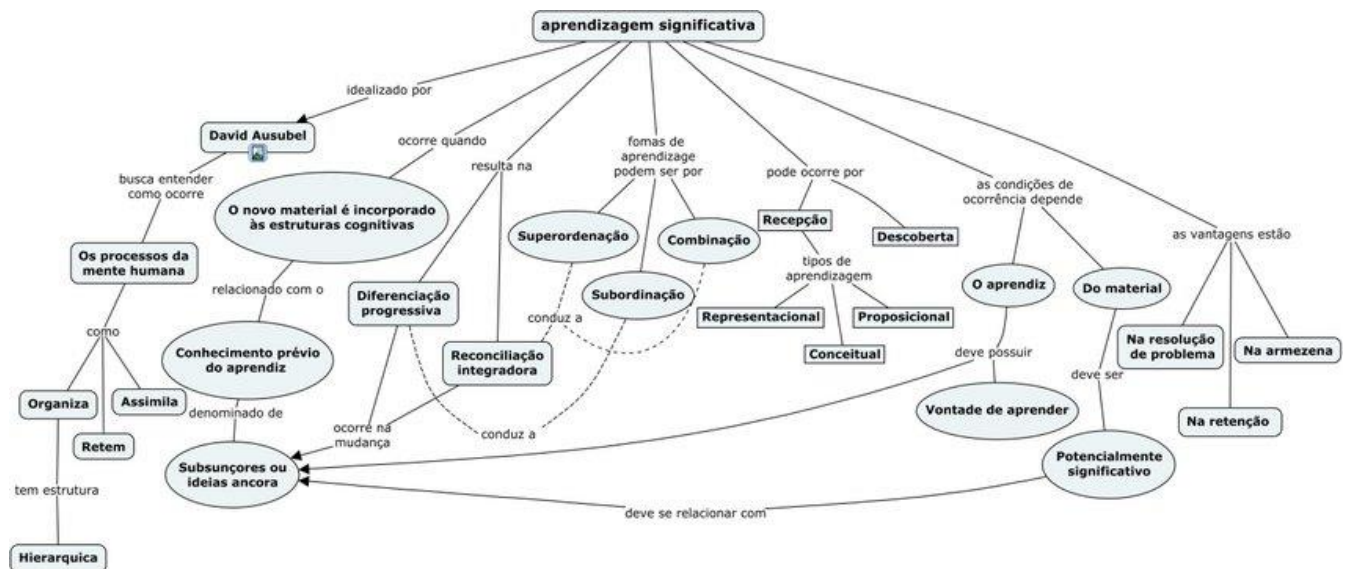 aprendizagem significativa
idealizado por
David Ausubel
ocorre quando
fomas de
aprendizage
podem ser por
resulta na
pode ocorre por
busca entender
como ocorre
as condições de
ocorrência depende
O novo material é incorporado
às estruturas cognitivas
Recepção
Superordenação
Combinação
Descoberta
as vantagens estão
Os processos da
mente humana
tipos de
aprendizagem
relacionado com o
O aprendiz
Do material
Diferenciação
progressiva
Subordinação
conduz a
Representacional
Proposicional
como
Na resolução
de problema
Na armezena
Conhecimento prévio
do aprendiz
Reconciliação
integradora
Conceitual
deve possuir
deve ser
Organiza
Assimila
denominado de
Vontade de aprender
Na retenção
Retem
ocorre na
mudança
conduz a
Subsunçores ou
ideias ancora
Potencialmente
significativo
tem estrutura
deve se relacionar com
Hierarquica